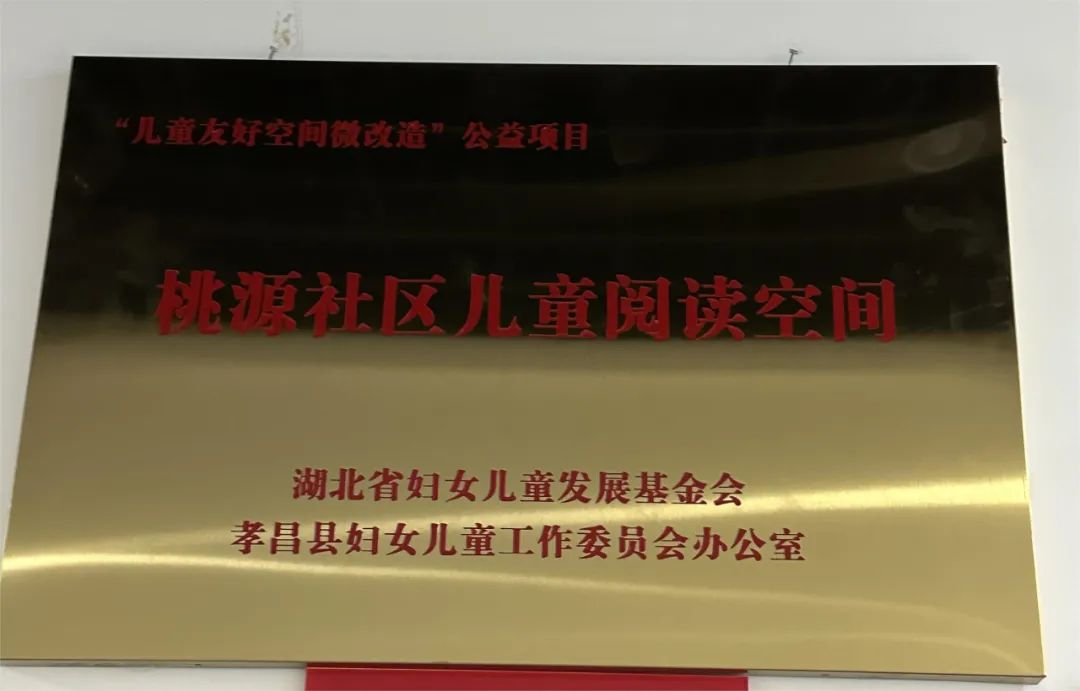 “儿童友好空间微改造”公益项目
桃源社区儿童阅读空间
湖北省妇女儿童发展基金会
孝昌县妇女儿童工作委员会办公室